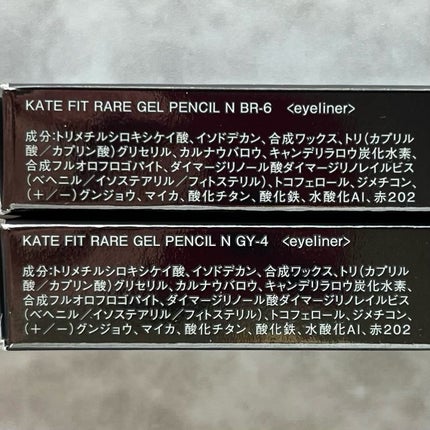 KATE FIT RARE GEL PENCIL N BR-6 <eyeliner>
成分:トリメチルシロキシケイ酸、イソドデカン、合成ワックス、トリ(カプリル
酸/カプリン酸)グリセリル、カルナウバロウ、キャンデリラロウ炭化水素、
合成フルオロフロゴパイト、ダイマージリノール酸ダイマージリノレイルビス
(ベヘニル/イソステアリル/フィトステリル)、トコフェロール、ジメチコン、
(+/-)グンジョウ、マイカ、酸化チタン、酸化鉄、水酸化Al、赤202
KATE FIT RARE GEL PENCIL N GY-4 <eyeliner>
成分:トリメチルシロキシケイ酸、イソドデカン、合成ワックス、トリ(カプリル
酸/カプリン酸)グリセリル、カルナウバロウ、キャンデリラロウ炭化水素、
合成フルオロフロゴパイト、ダイマージリノール酸ダイマージリノレイルビス
(ベヘニル/イソステアリル/フィトステリル)、トコフェロール、ジメチコン、
(+/-)グンジョウ、マイカ、酸化チタン、酸化鉄、水酸化Al、赤202